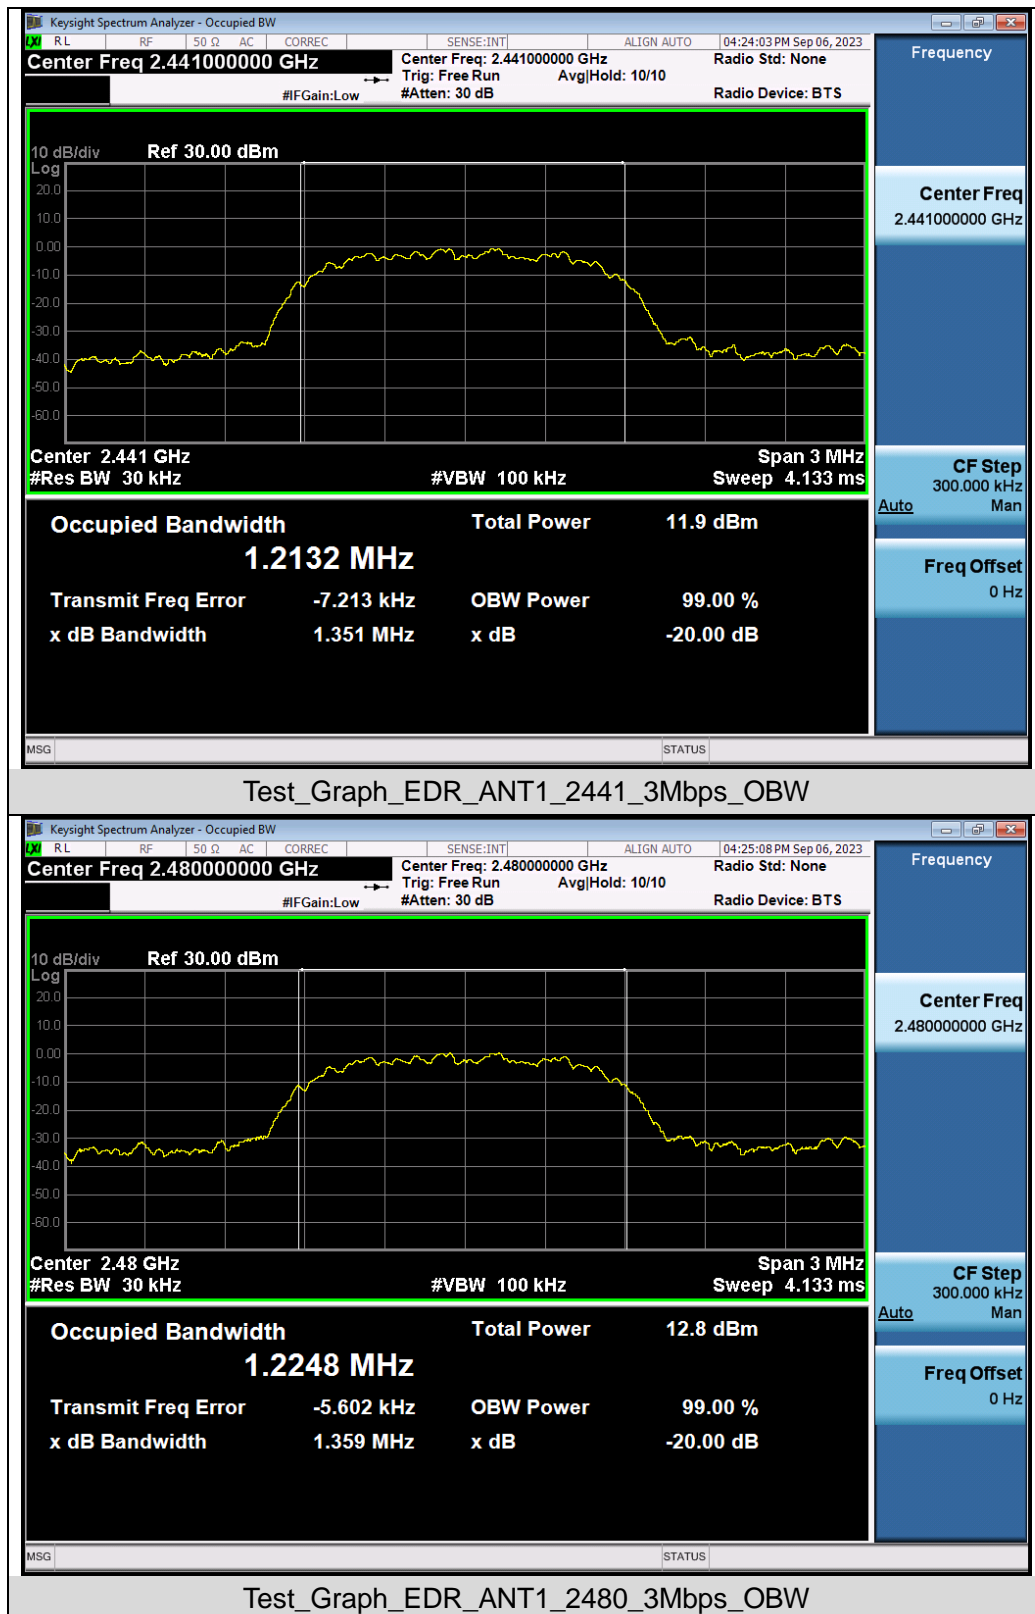 Keysight Spectrum Analyzer - Occupied BW
LXI RL RF 50 Ω AC CORREC SENSE:INT ALIGN AUTO 04:24:03 PM Sep 06, 2023
Center Freq 2.441000000 GHz Center Freq: 2.441000000 GHz Radio Std: None
Trig: Free Run Avg|Hold: 10/10
#IFGain:Low #Atten: 30 dB Radio Device: BTS
Frequency
10 dB/div Ref 30.00 dBm
Log
20.0
10.0
0.00
-10.0
-20.0
-30.0
-40.0
-50.0
-60.0
Center 2.441 GHz Span 3 MHz
#Res BW 30 kHz #VBW 100 kHz Sweep 4.133 ms
Center Freq
2.441000000 GHz
CF Step
300.000 kHz
Auto Man
Freq Offset
0 Hz
Occupied Bandwidth Total Power 11.9 dBm
1.2132 MHz
Transmit Freq Error -7.213 kHz OBW Power 99.00 %
x dB Bandwidth 1.351 MHz x dB -20.00 dB
MSG STATUS
Test_Graph_EDR_ANT1_2441_3Mbps_OBW
Keysight Spectrum Analyzer - Occupied BW
LXI RL RF 50 Ω AC CORREC SENSE:INT ALIGN AUTO 04:25:08 PM Sep 06, 2023
Center Freq 2.480000000 GHz Center Freq: 2.480000000 GHz Radio Std: None
Trig: Free Run Avg|Hold: 10/10
#IFGain:Low #Atten: 30 dB Radio Device: BTS
Frequency
10 dB/div Ref 30.00 dBm
Log
20.0
10.0
0.00
-10.0
-20.0
-30.0
-40.0
-50.0
-60.0
Center 2.48 GHz Span 3 MHz
#Res BW 30 kHz #VBW 100 kHz Sweep 4.133 ms
Center Freq
2.480000000 GHz
CF Step
300.000 kHz
Auto Man
Freq Offset
0 Hz
Occupied Bandwidth Total Power 12.8 dBm
1.2248 MHz
Transmit Freq Error -5.602 kHz OBW Power 99.00 %
x dB Bandwidth 1.359 MHz x dB -20.00 dB
MSG STATUS
Test_Graph_EDR_ANT1_2480_3Mbps_OBW